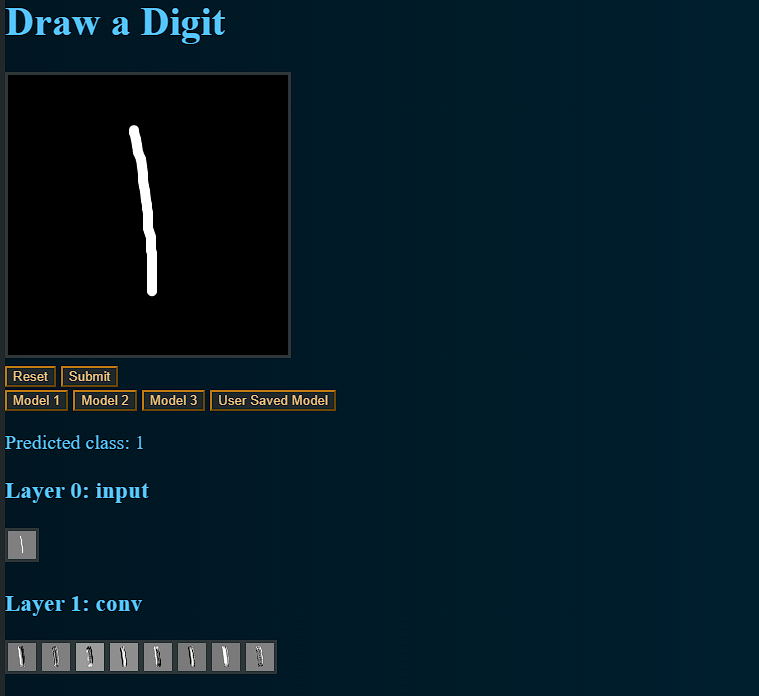 Draw a Digit
1
Reset Submit
Model 1 Model 2 Model 3 User Saved Model
Predicted class: 1
Layer 0: input
Layer 1: conv